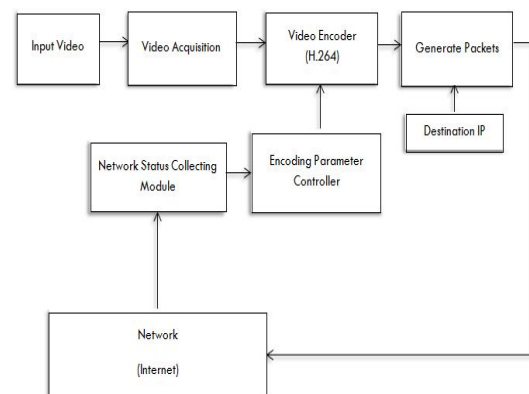 Input Video
Video Acquisition
Video Encoder
(H.264)
Generate Packets
Destination IP
Network Status Collecting
Module
Encoding Parameter
Controller
Network
(Internet)